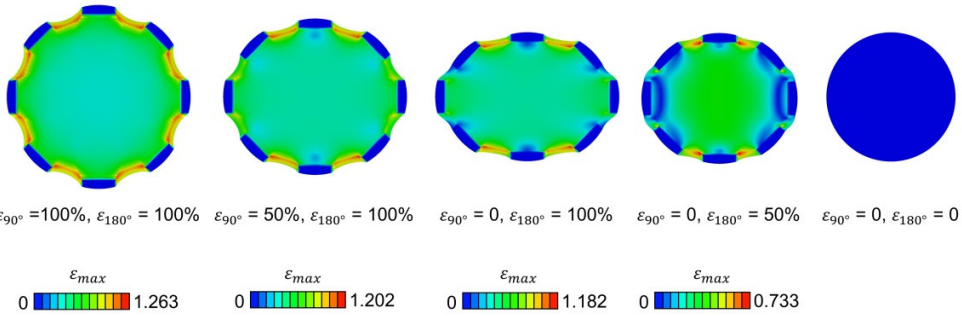 ε90° =100%, ε180° = 100%
ε90° = 50%, ε180° = 100%
ε90° = 0, ε180° = 100%
ε90° = 0, ε180° = 50%
ε90° = 0, ε180° = 0
εmax
0 1.263
εmax
0 1.202
εmax
0 1.182
εmax
0 0.733